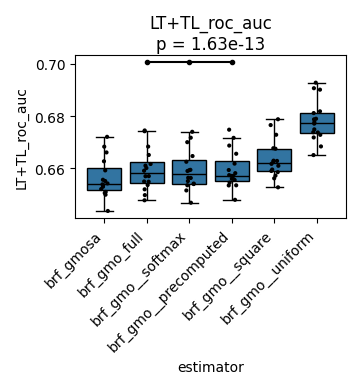 LT+TL_roc_auc
p = 1.63e-13
LT+TL_roc_auc
0.70
0.68
0.66
brf_gmosa
brf_gmo_full
brf_gmo__softmax
brf_gmo__precomputed
brf_gmo__square
brf_gmo__uniform
estimator